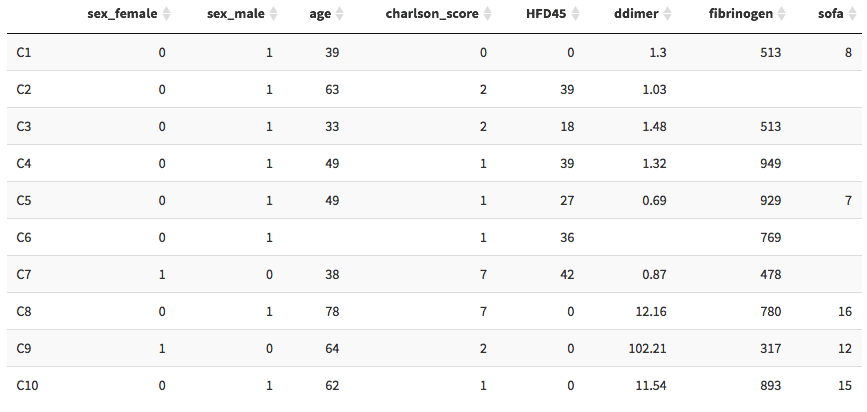 sex_female sex_male age charlson_score HFD45 ddimer fibrinogen sofa
C1 0 1 39 0 0 1.3 513 8
C2 0 1 63 2 39 1.03
C3 0 1 33 2 18 1.48 513
C4 0 1 49 1 39 1.32 949
C5 0 1 49 1 27 0.69 929 7
C6 0 1 1 36 769
C7 1 0 38 7 42 0.87 478
C8 0 1 78 7 0 12.16 780 16
C9 1 0 64 2 0 102.21 317 12
C10 0 1 62 1 0 11.54 893 15